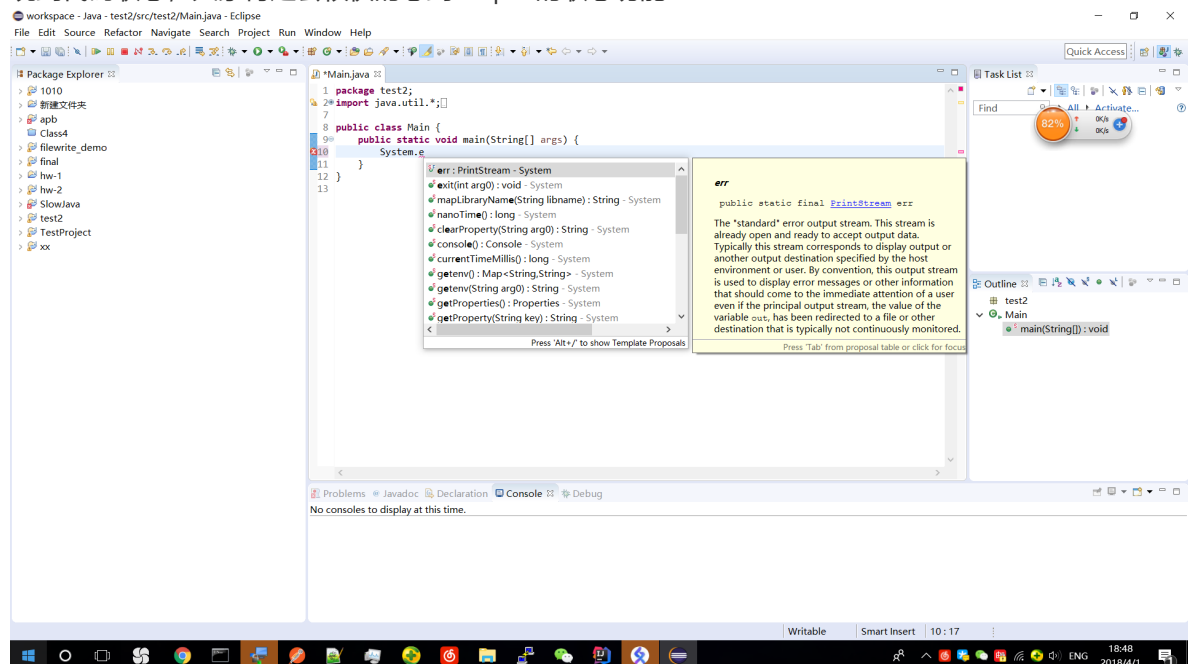 workspace - Java - test2/src/test2/Main.java - Eclipse
File Edit Source Refactor Navigate Search Project Run Window Help
Quick Access
Package Explorer
1010
新建文件夹
apb
Class4
filewrite_demo
final
hw-1
hw-2
SlowJava
test2
TestProject
xx
*Main.java
1 package test2;
2 import java.util.*;
7
8 public class Main {
9 public static void main(String[] args) {
10 System.e
11 }
12 }
13
err : PrintStream - System
exit(int arg0) : void - System
mapLibraryName(String libname) : String - System
nanoTime() : long - System
clearProperty(String arg0) : String - System
console() : Console - System
currentTimeMillis() : long - System
getenv() : Map<String,String> - System
getenv(String arg0) : String - System
getProperties() : Properties - System
getProperty(String key) : String - System
Press 'Alt+/' to show Template Proposals
err
public static final PrintStream err
The "standard" error output stream. This stream is
already open and ready to accept output data.
Typically this stream corresponds to display output or
another output destination specified by the host
environment or user. By convention, this output stream
is used to display error messages or other information
that should come to the immediate attention of a user
even if the principal output stream, the value of the
variable out, has been redirected to a file or other
destination that is typically not continuously monitored.
Press 'Tab' from proposal table or click for focus
Task List
Find All Activate...
82% 0K/s
0K/s
Outline
test2
Main
main(String[]) : void
Problems Javadoc Declaration Console Debug
No consoles to display at this time.
Writable Smart Insert 10 : 17
ENG 18:48
2018/4/1